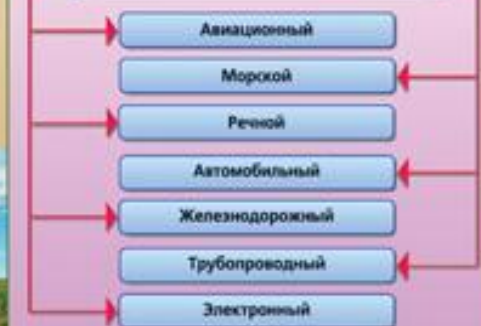 Авиационный
Морской
Речной
Автомобильный
Железнодорожный
Трубопроводный
Электронный